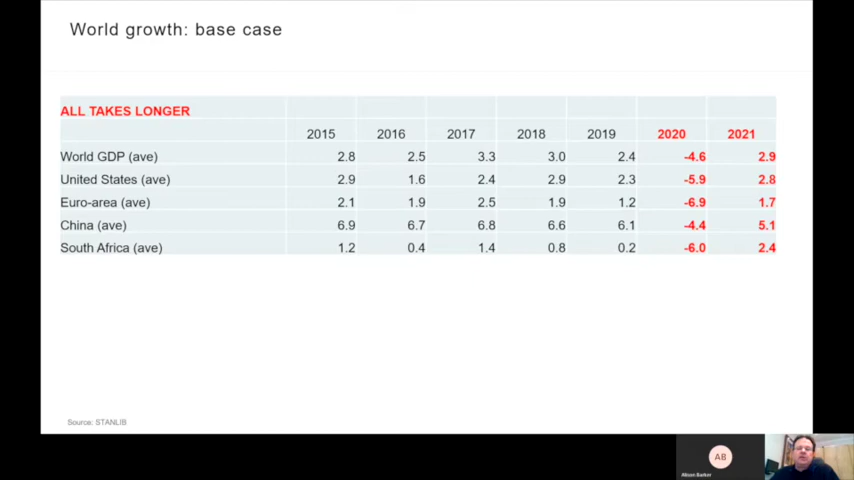 World growth: base case
ALL TAKES LONGER
2015 2016 2017 2018 2019 2020 2021
World GDP (ave) 2.8 2.5 3.3 3.0 2.4 -4.6 2.9
United States (ave) 2.9 1.6 2.4 2.9 2.3 -5.9 2.8
Euro-area (ave) 2.1 1.9 2.5 1.9 1.2 -6.9 1.7
China (ave) 6.9 6.7 6.8 6.6 6.1 -4.4 5.1
South Africa (ave) 1.2 0.4 1.4 0.8 0.2 -6.0 2.4
Source: STANLIB
AB
Alison Barker